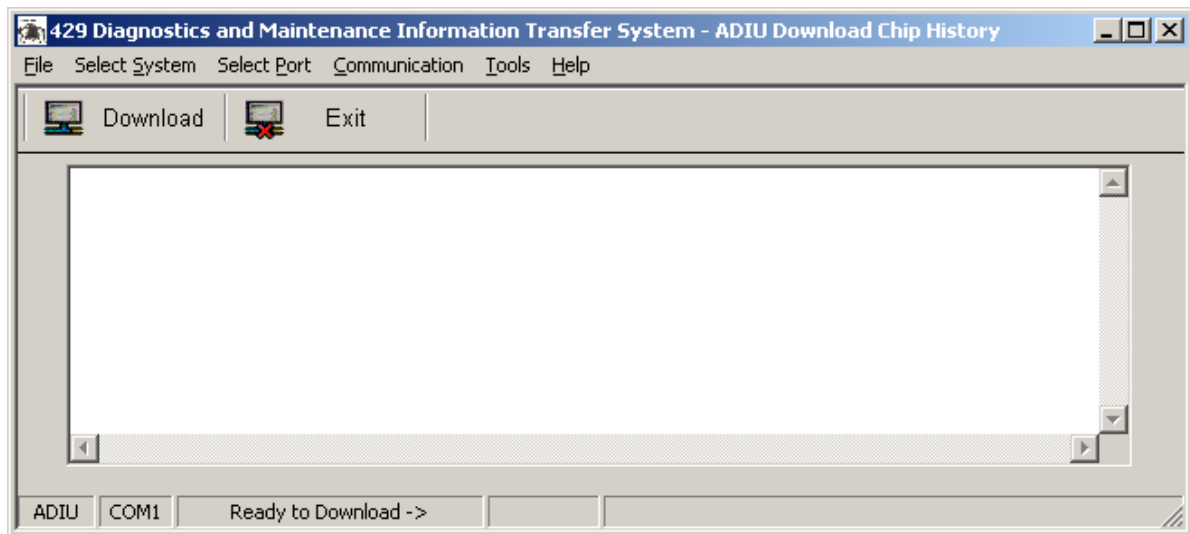 429 Diagnostics and Maintenance Information Transfer System - ADIU Download Chip History
File Select System Select Port Communication Tools Help
Download Exit
ADIU COM1 Ready to Download ->